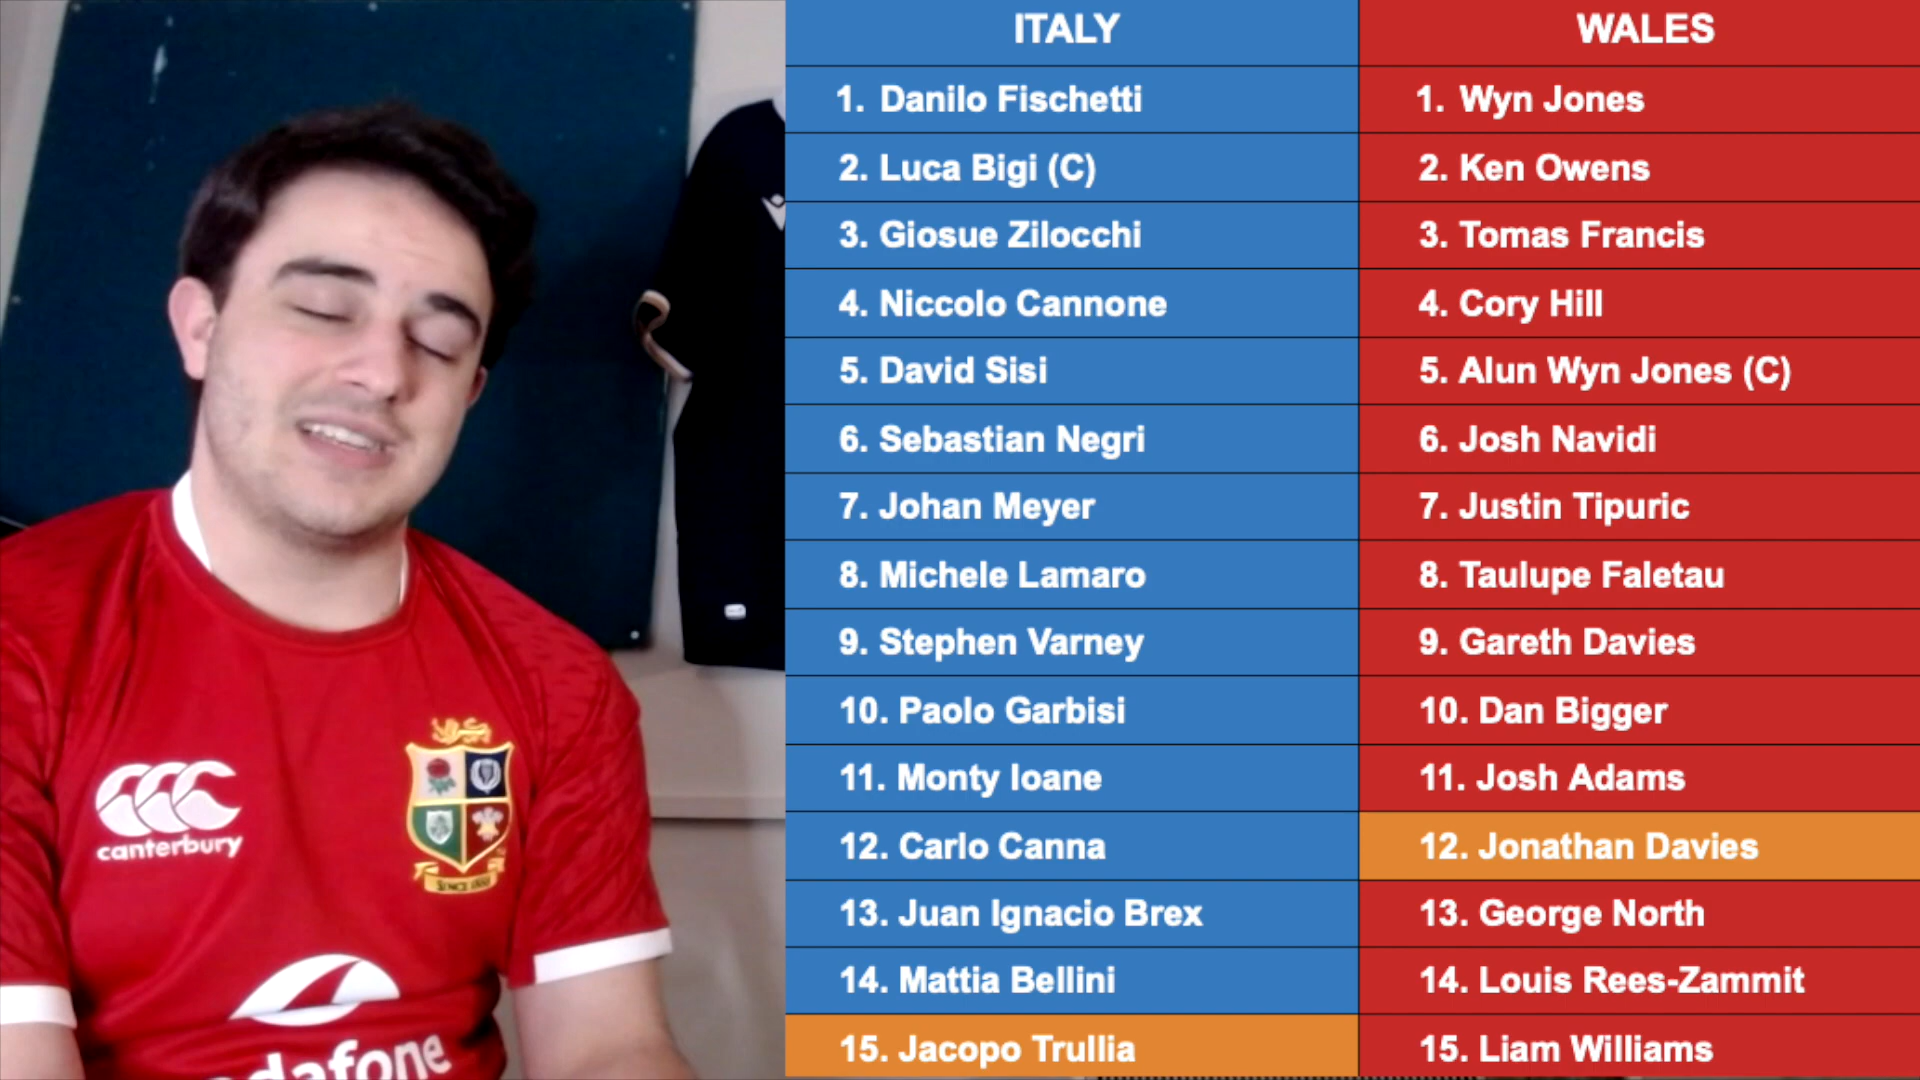 ITALY
WALES
1. Danilo Fischetti
1. Wyn Jones
2. Luca Bigi (C)
2. Ken Owens
3. Giosue Zilocchi
3. Tomas Francis
4. Niccolo Cannone
4. Cory Hill
5. David Sisi
5. Alun Wyn Jones (C)
6. Sebastian Negri
6. Josh Navidi
7. Johan Meyer
7. Justin Tipuric
8. Michele Lamaro
8. Taulupe Faletau
9. Stephen Varney
9. Gareth Davies
10. Paolo Garbisi
10. Dan Bigger
11. Monty Ioane
11. Josh Adams
12. Carlo Canna
12. Jonathan Davies
13. Juan Ignacio Brex
13. George North
14. Mattia Bellini
14. Louis Rees-Zammit
15. Jacopo Trullia
15. Liam Williams
canterbury
SINCE 1888
dafone